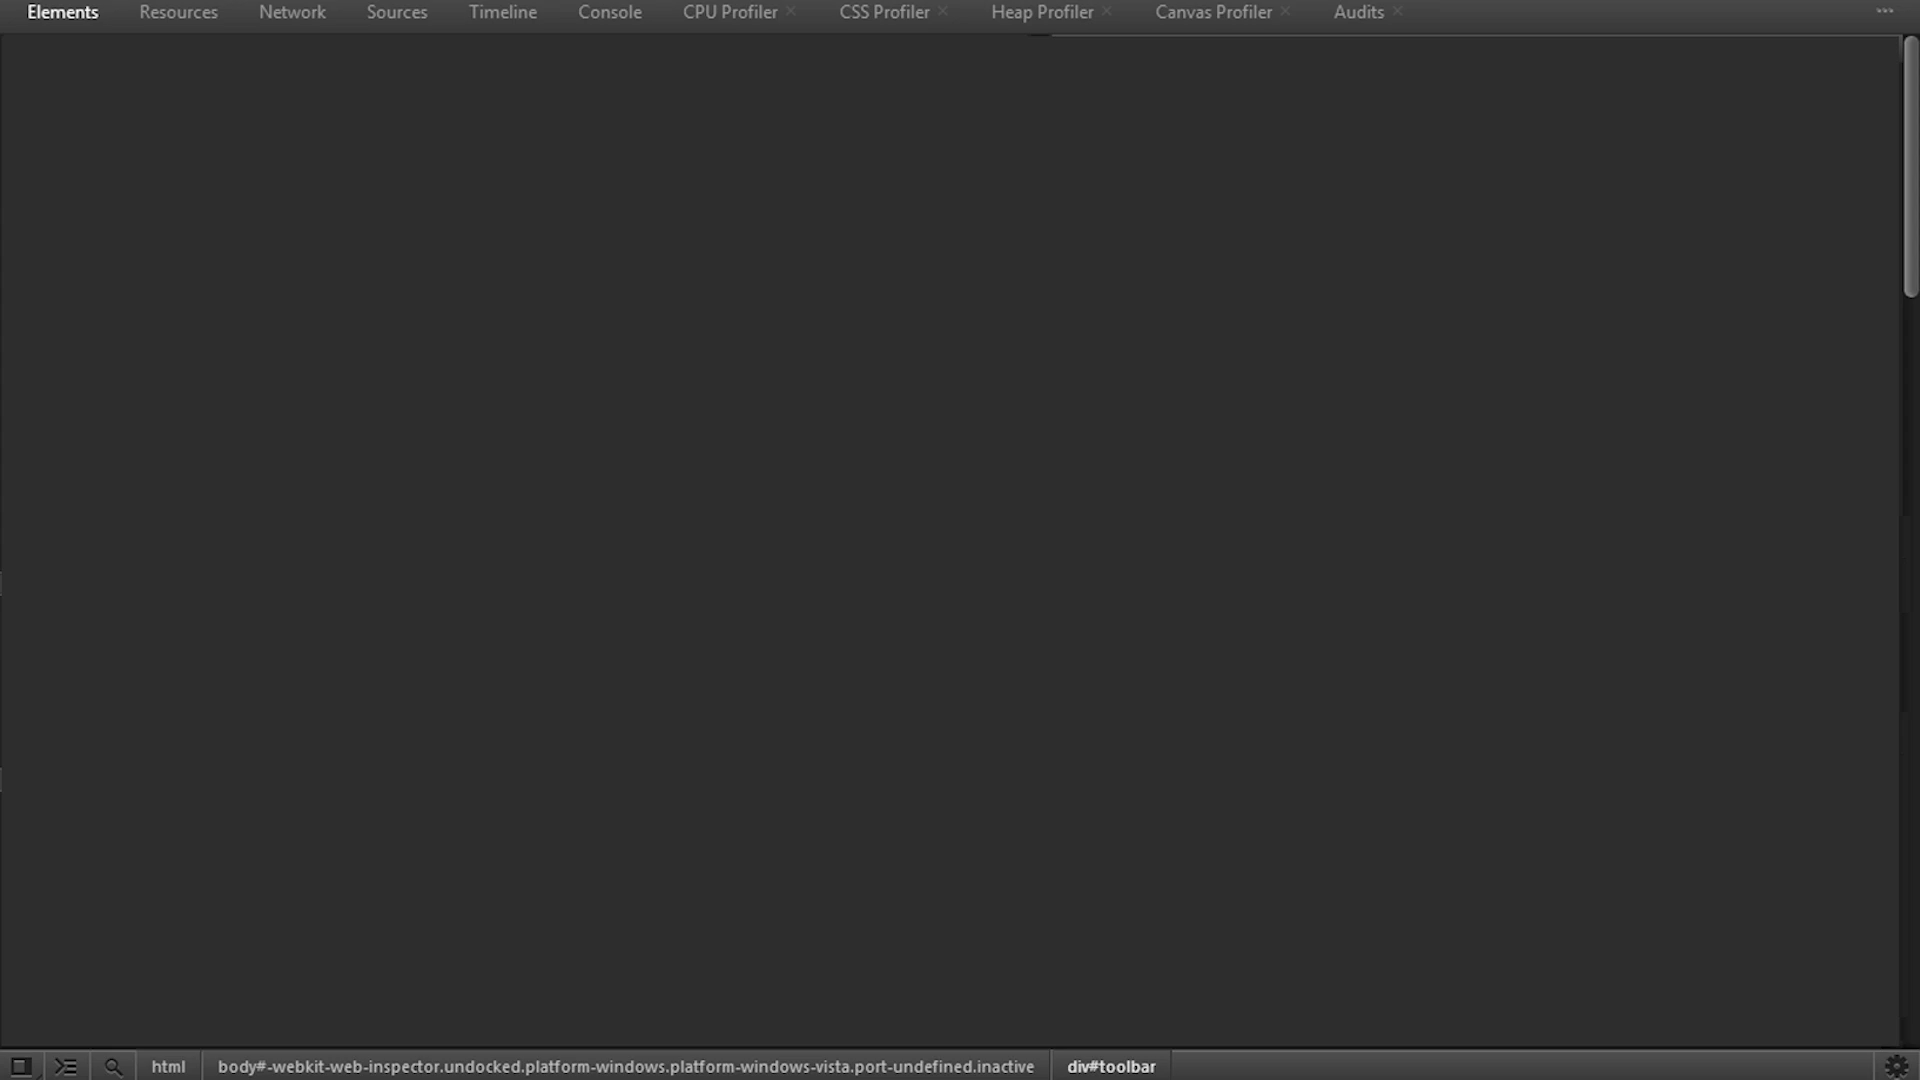 Elements Resources Network Sources Timeline Console CPU Profiler × CSS Profiler × Heap Profiler × Canvas Profiler × Audits ×
html body#-webkit-web-inspector.undocked.platform-windows.platform-windows-vista.port-undefined.inactive div#toolbar